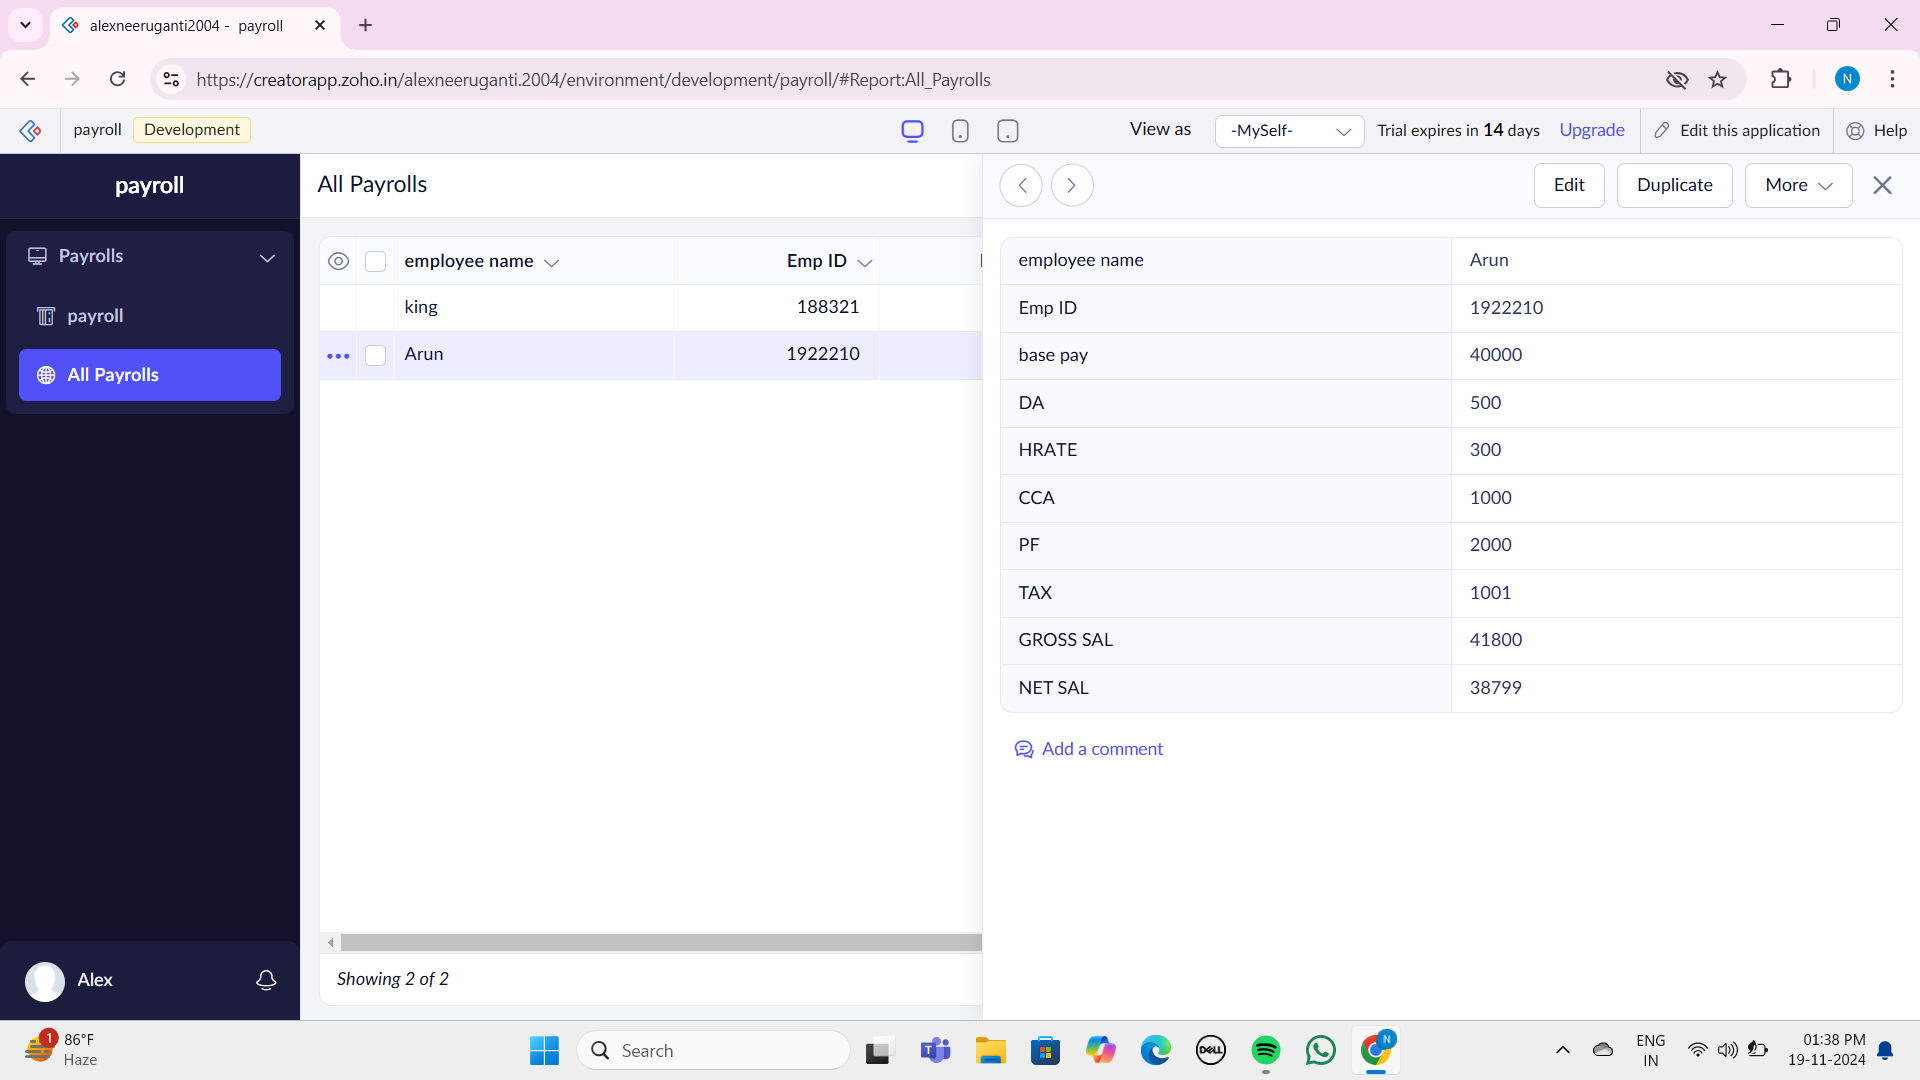 alexneeruganti2004 - payroll
https://creatorapp.zoho.in/alexneeruganti.2004/environment/development/payroll/#Report:All_Payrolls
N
payroll Development View as -MySelf- Trial expires in 14 days Upgrade Edit this application Help
payroll
Payrolls
payroll
All Payrolls
Alex
All Payrolls
employee name Emp ID
king 188321
Arun 1922210
Showing 2 of 2
Edit Duplicate More
employee name Arun
Emp ID 1922210
base pay 40000
DA 500
HRATE 300
CCA 1000
PF 2000
TAX 1001
GROSS SAL 41800
NET SAL 38799
Add a comment
1
86°F
Haze
Search
T
DELL
N
ENG
IN
01:38 PM
19-11-2024